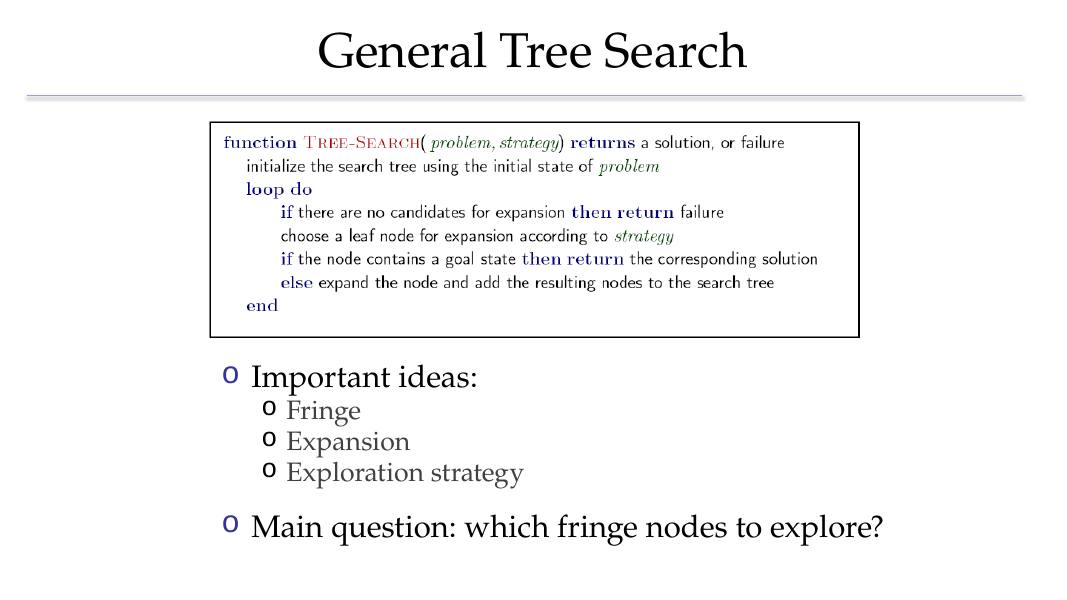 General Tree Search
function TREE-SEARCH( problem, strategy) returns a solution, or failure
initialize the search tree using the initial state of problem
loop do
if there are no candidates for expansion then return failure
choose a leaf node for expansion according to strategy
if the node contains a goal state then return the corresponding solution
else expand the node and add the resulting nodes to the search tree
end
o Important ideas:
o Fringe
o Expansion
o Exploration strategy
o Main question: which fringe nodes to explore?